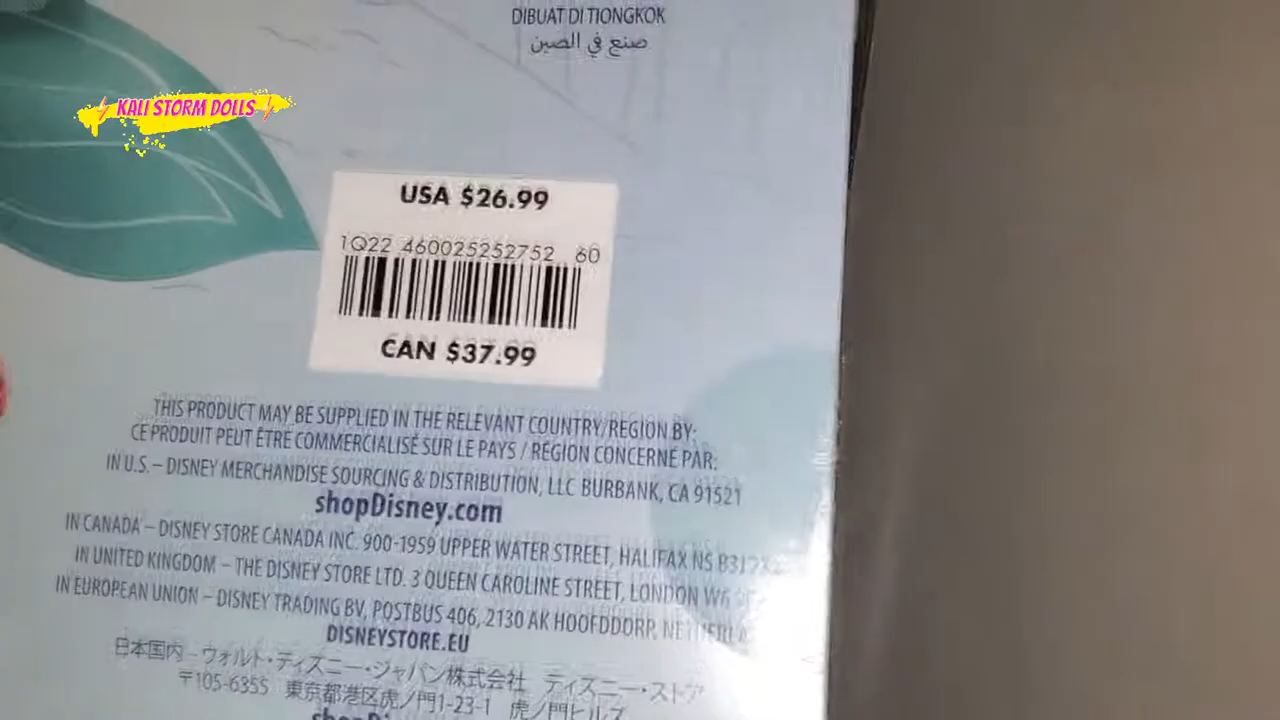 DIBUAT DI TIONGKOK
صنع في الصين
⚡ KALI STORM DOLLS ⚡
USA $26.99
1Q22 460025252752 60
CAN $37.99
THIS PRODUCT MAY BE SUPPLIED IN THE RELEVANT COUNTRY/REGION BY:
CE PRODUIT PEUT ÊTRE COMMERCIALISÉ SUR LE PAYS / RÉGION CONCERNÉ PAR:
IN U.S. – DISNEY MERCHANDISE SOURCING & DISTRIBUTION, LLC BURBANK, CA 91521
shopDisney.com
IN CANADA – DISNEY STORE CANADA INC. 900-1959 UPPER WATER STREET, HALIFAX NS
IN UNITED KINGDOM – THE DISNEY STORE LTD. 3 QUEEN CAROLINE STREET, LONDON W6
IN EUROPEAN UNION – DISNEY TRADING BV, POSTBUS 406, 2130 AK HOOFDDORP,
DISNEYSTORE.EU
日本国内 – ウォルト・ディズニー・ジャパン株式会社 ディズニー・ストア
〒105-6355 東京都港区虎ノ門1-23-1 虎ノ門ヒルズ